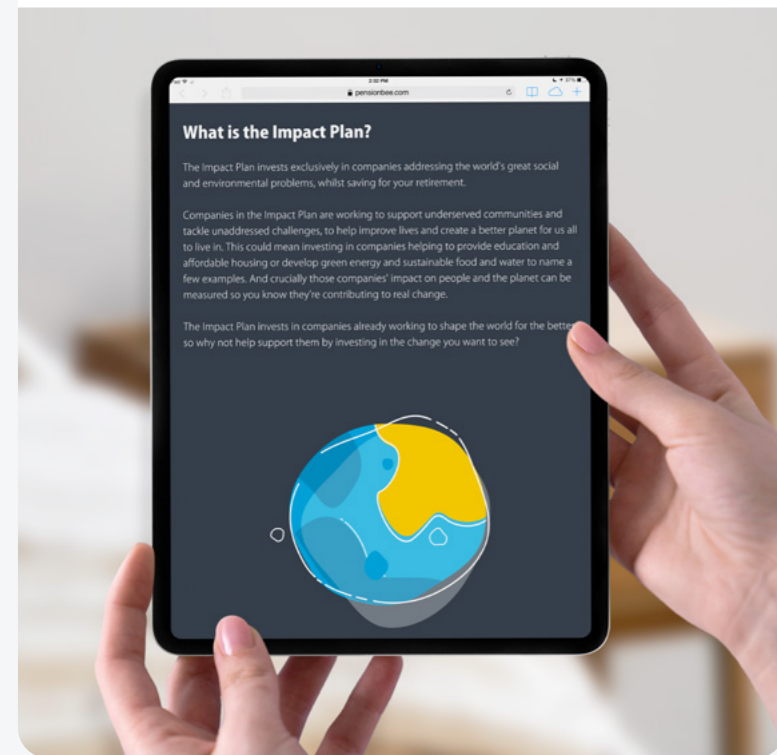 2:02 PM
pensionbee.com
What is the Impact Plan?
The Impact Plan invests exclusively in companies addressing the world's great social
and environmental problems, whilst saving for your retirement.
Companies in the Impact Plan are working to support underserved communities and
tackle unaddressed challenges, to help improve lives and create a better planet for us all
to live in. This could mean investing in companies helping to provide education and
affordable housing or develop green energy and sustainable food and water to name a
few examples. And crucially those companies' impact on people and the planet can be
measured so you know they're contributing to real change.
The Impact Plan invests in companies already working to shape the world for the better
so why not help support them by investing in the change you want to see?